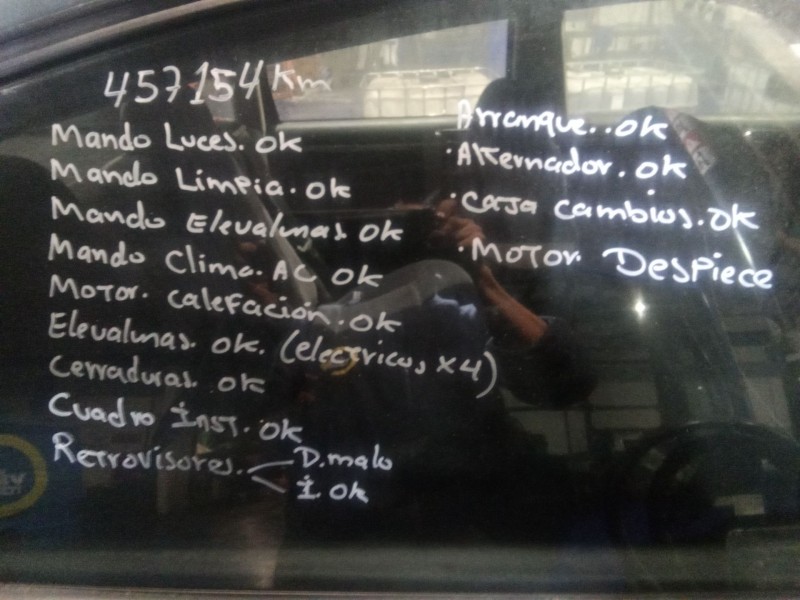 457154 km
Mando Luces. ok
Mando Limpia. ok
Mando Elevalunas ok
Mando Clima. AC ok
Motor. calefación. ok
Elevalunas. ok. (electricos x4)
Cerraduras. ok
Cuadro inst. ok
Retrovisores. D. malo
I. ok
Arranque.. ok
·Alternador. ok
·Caja cambios. ok
·Motor Despiece